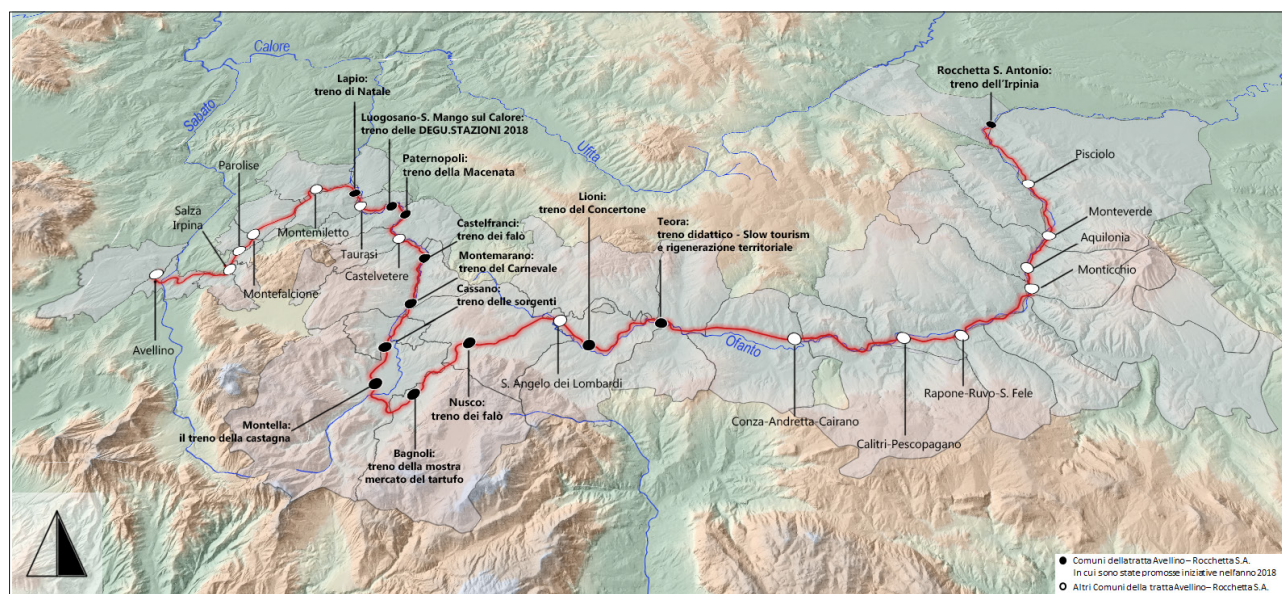 Calore
Sabato
Ufita
Ofanto
Lapio:
treno di Natale
Luogosano-S. Mango sul Calore:
treno delle DEGU.STAZIONI 2018
Paternopoli:
treno della Macenata
Rocchetta S. Antonio:
treno dell'Irpinia
Parolise
Salza
Irpina
Montemiletto
Taurasi
Castelvetere
Montefalcione
Avellino
Castelfranci:
treno dei falò
Montemarano:
treno del Carnevale
Cassano:
treno delle sorgenti
Lioni:
treno del Concertone
Teora:
treno didattico - Slow tourism
e rigenerazione territoriale
Pisciolo
Monteverde
Aquilonia
Monticchio
S. Angelo dei Lombardi
Nusco:
treno dei falò
Montella:
il treno della castagna
Bagnoli:
treno della mostra
mercato del tartufo
Conza-Andretta-Cairano
Calitri-Pescopagano
Rapone-Ruvo-S. Fele
Comuni dellatratta Avellino – Rocchetta S.A.
In cui sono state promosse iniziative nell'anno 2018
Altri Comuni della tratta Avellino – Rocchetta S.A.